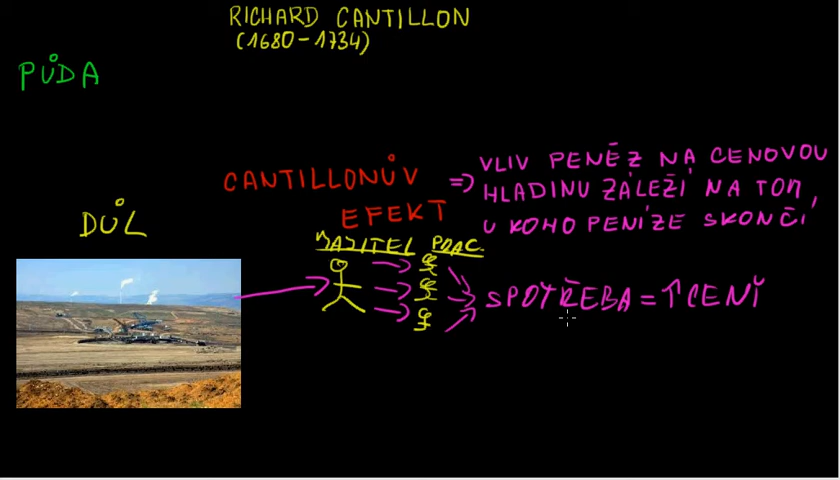 RICHARD CANTILLON
(1680-1734)
PŮDA
CANTILLONŮV
EFEKT
=> VLIV PENĚZ NA CENOVOU
HLADINU ZÁLEŽÍ NA TOM,
U KOHO PENÍZE SKONČÍ
DŮL
MAJITEL PRAC.
SPOTŘEBA = ↑ CENY